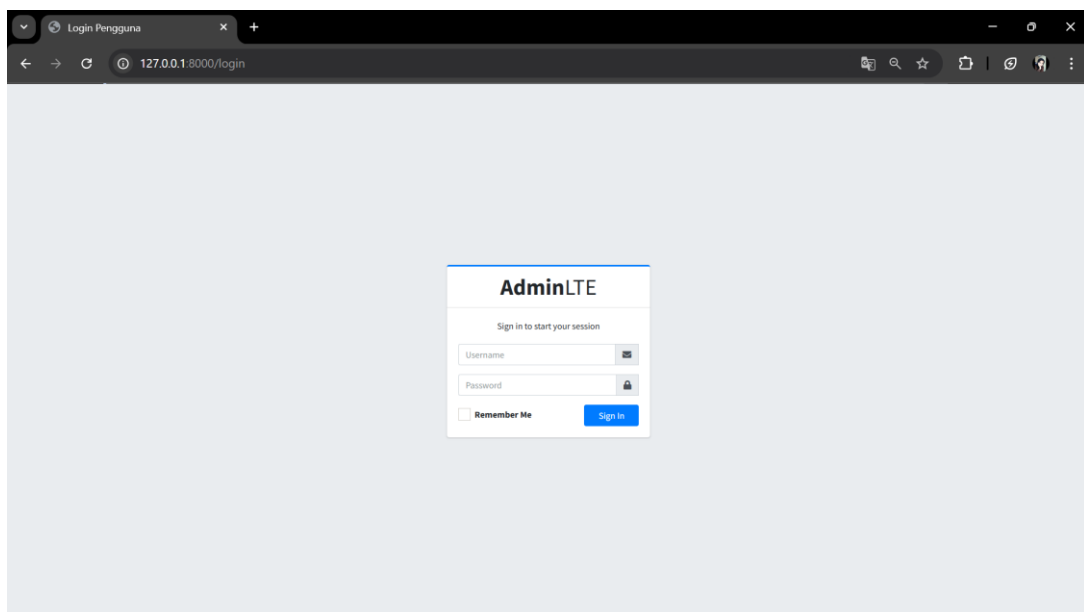 Login Pengguna
127.0.0.1:8000/login
AdminLTE
Sign in to start your session
Username
Password
Remember Me
Sign In